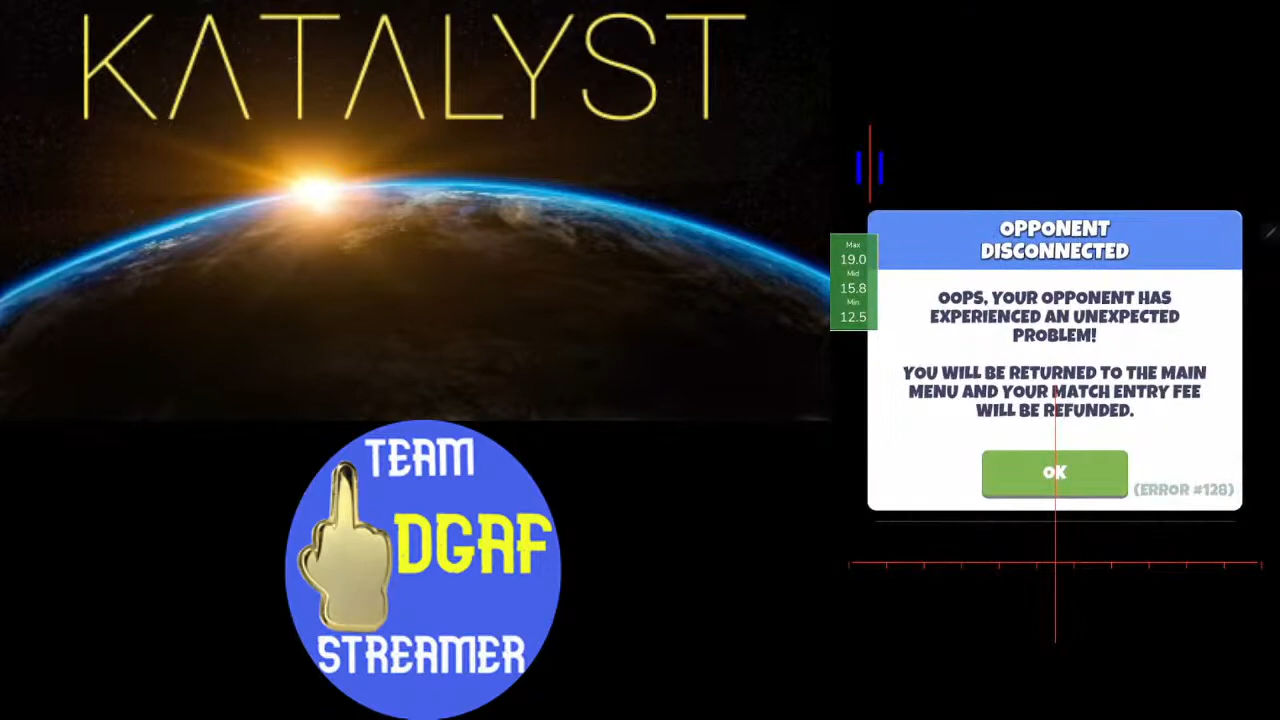 KATALYST
TEAM
DGAF
STREAMER
Max
19.0
Mid
15.8
Min
12.5
OPPONENT
DISCONNECTED
OOPS, YOUR OPPONENT HAS
EXPERIENCED AN UNEXPECTED
PROBLEM!
YOU WILL BE RETURNED TO THE MAIN
MENU AND YOUR MATCH ENTRY FEE
WILL BE REFUNDED.
OK
(ERROR #128)